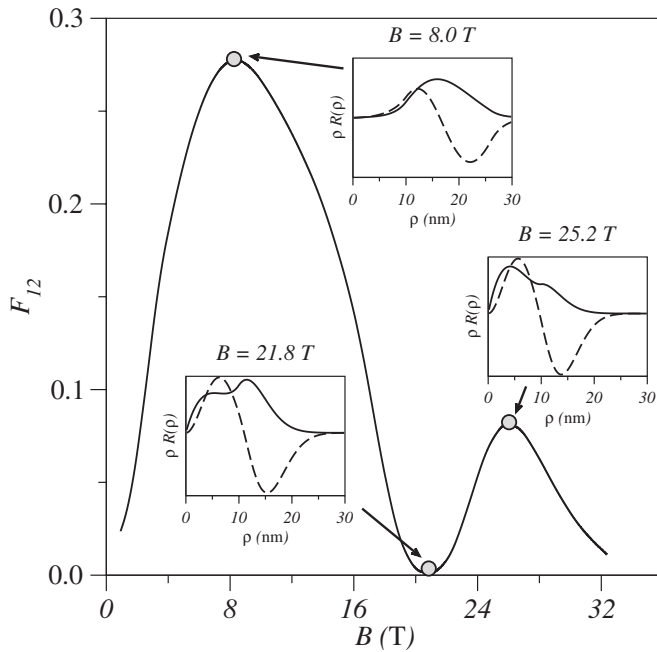 0.3
0.2
0.1
0.0
F12
0 8 16 24 32
B (T)
B = 8.0 T
ρ R(ρ)
0 10 20 30
ρ (nm)
B = 25.2 T
ρ R(ρ)
0 10 20 30
ρ (nm)
B = 21.8 T
ρ R(ρ)
0 10 20 30
ρ (nm)